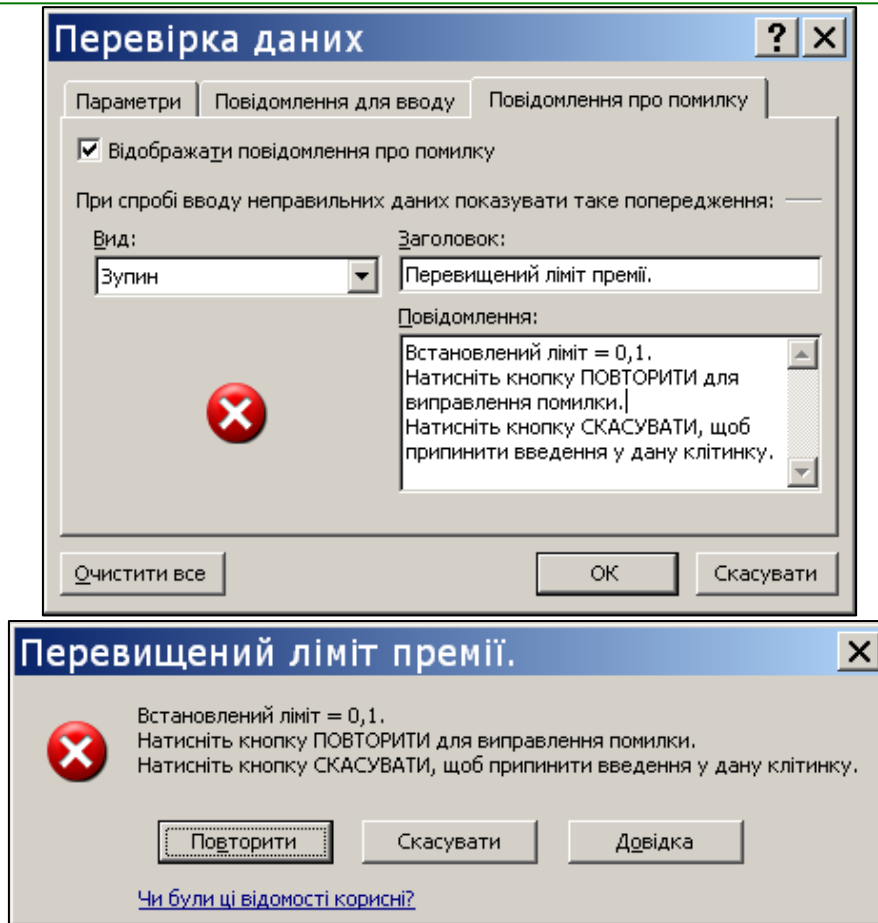 Перевірка даних
Параметри
Повідомлення для вводу
Повідомлення про помилку
Відображати повідомлення про помилку
При спробі вводу неправильних даних показувати таке попередження:
Вид:
Зупин
Заголовок:
Перевищений ліміт премії.
Повідомлення:
Встановлений ліміт = 0,1.
Натисніть кнопку ПОВТОРИТИ для
виправлення помилки.
Натисніть кнопку СКАСУВАТИ, щоб
припинити введення у дану клітинку.
Очистити все
ОК
Скасувати
Перевищений ліміт премії.
Встановлений ліміт = 0,1.
Натисніть кнопку ПОВТОРИТИ для виправлення помилки.
Натисніть кнопку СКАСУВАТИ, щоб припинити введення у дану клітинку.
Повторити
Скасувати
Довідка
Чи були ці відомості корисні?